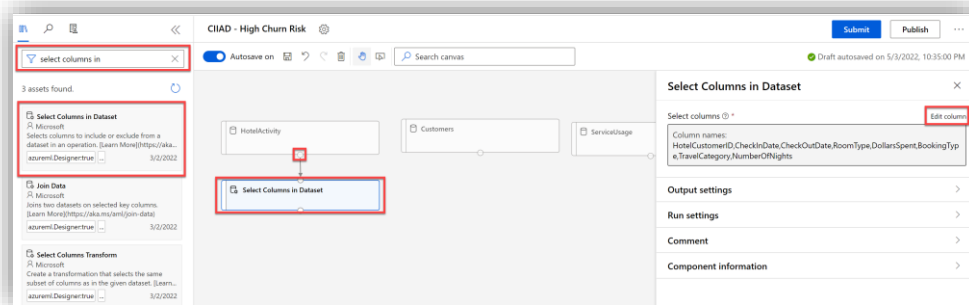 CIIAD - High Churn Risk
Submit
Publish
select columns in
Autosave on
Search canvas
Draft autosaved on 5/3/2022, 10:35:00 PM
3 assets found.
Select Columns in Dataset
Microsoft
Selects columns to include or exclude from a
dataset in an operation. [Learn More](https://aka...
azureml.Designer:true
...
3/2/2022
Join Data
Microsoft
Joins two datasets on selected key columns.
[Learn More](https://aka.ms/aml/join-data)
azureml.Designer:true
...
3/2/2022
Select Columns Transform
Microsoft
Create a transformation that selects the same
subset of columns as in the given dataset. [Learn...
azureml.Designer:true
...
3/2/2022
HotelActivity
Customers
ServiceUsage
Select Columns in Dataset
Select Columns in Dataset
Select columns
*
Edit column
Column names:
HotelCustomerID,CheckInDate,CheckOutDate,RoomType,DollarsSpent,BookingTyp
e,TravelCategory,NumberOfNights
Output settings
Run settings
Comment
Component information